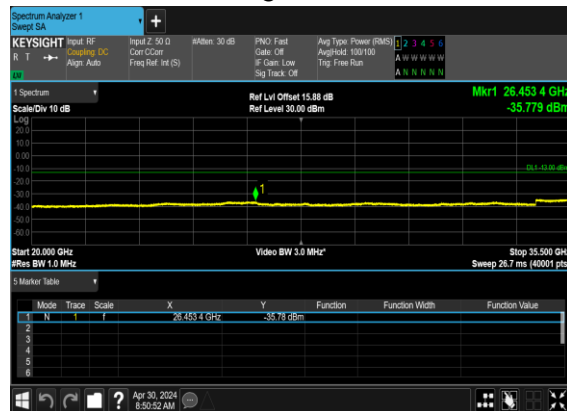 Spectrum Analyzer 1
Swept SA
+
KEYSIGHT Input: RF Input Z: 50 Ω #Atten: 30 dB PNO: Fast Avg Type: Power (RMS) 1 2 3 4 5 6
R T Coupling: DC Corr CCorr Gate: Off Avg|Hold: 100/100 A W W W W W
Align: Auto Freq Ref: Int (S) IF Gain: Low Trig: Free Run
Sig Track: Off A N N N N N
1 Spectrum Ref Lvl Offset 15.88 dB Mkr1 26.453 4 GHz
Scale/Div 10 dB Ref Level 30.00 dBm -35.779 dBm
Log
20.0
10.0
0.00
-10.0 DL1 -13.00 dBm
-20.0
-30.0 1
-40.0
-50.0
-60.0
Start 20.000 GHz Video BW 3.0 MHz* Stop 35.500 GHz
#Res BW 1.0 MHz Sweep 26.7 ms (40001 pts
5 Marker Table
Mode Trace Scale X Y Function Function Width Function Value
1 N 1 f 26.453 4 GHz -35.78 dBm
2
3
4
5
6
? Apr 30, 2024
8:50:52 AM